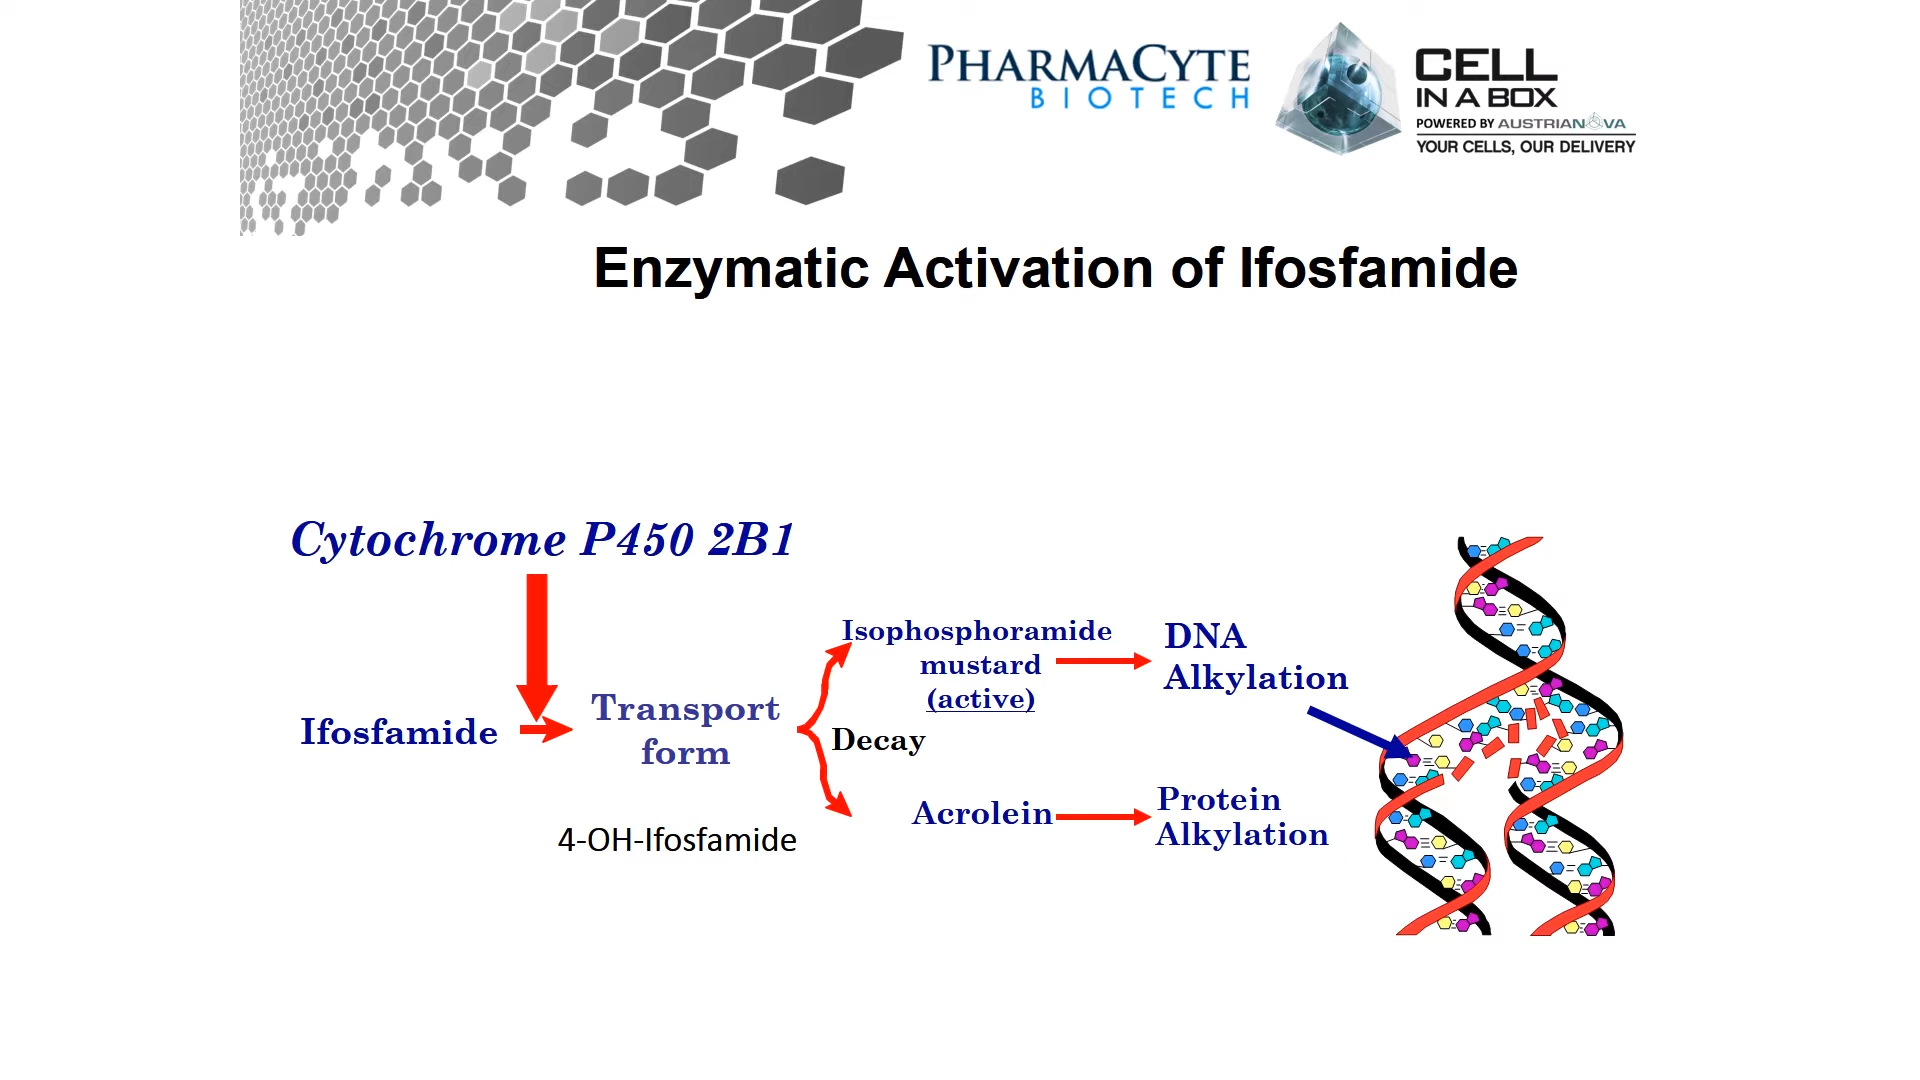 PHARMACYTE
BIOTECH
CELL
IN A BOX
POWERED BY AUSTRIANOVA
YOUR CELLS, OUR DELIVERY
Enzymatic Activation of Ifosfamide
Cytochrome P450 2B1
Ifosfamide
Transport
form
4-OH-Ifosfamide
Decay
Isophosphoramide
mustard
(active)
DNA
Alkylation
Acrolein
Protein
Alkylation